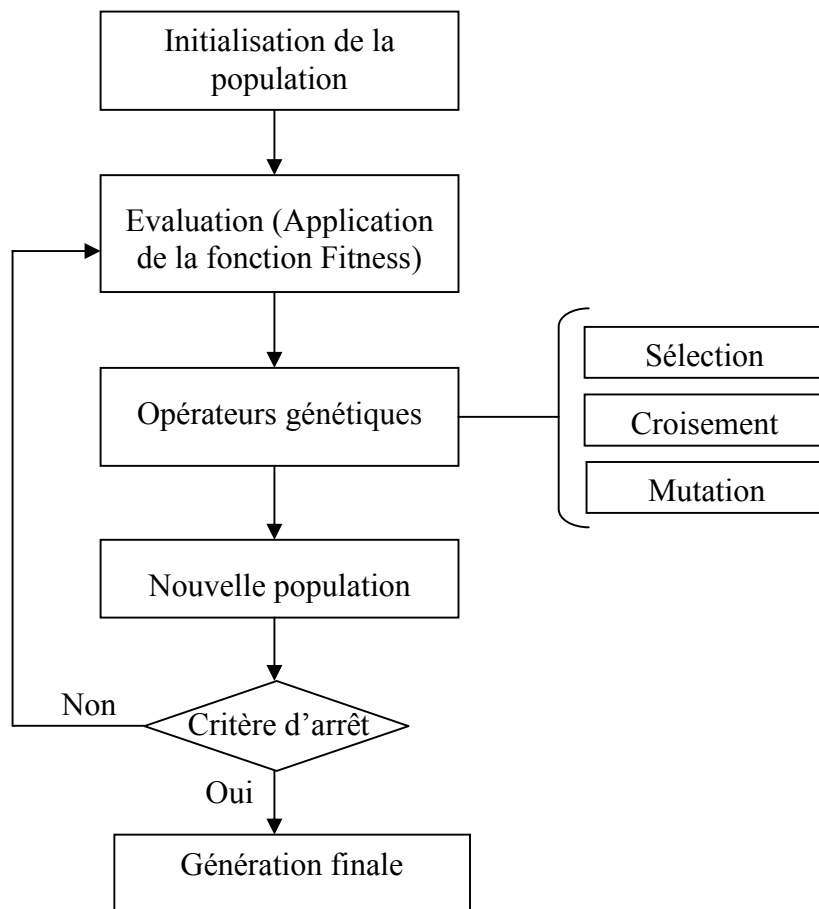 Initialisation de la
population
Evaluation (Application
de la fonction Fitness)
Opérateurs génétiques
Sélection
Croisement
Mutation
Nouvelle population
Critère d’arrêt
Non
Oui
Génération finale